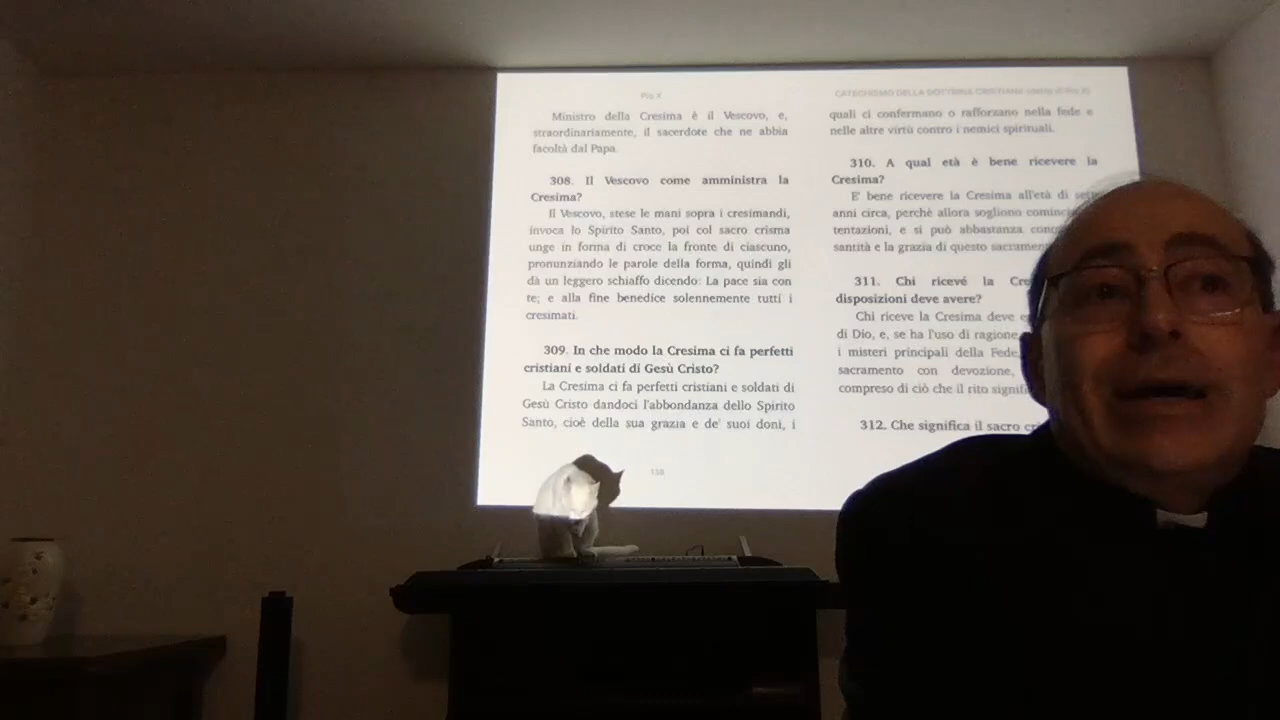 Pio X
Ministro della Cresima è il Vescovo, e,
straordinariamente, il sacerdote che ne abbia
facoltà dal Papa.
308. Il Vescovo come amministra la
Cresima?
Il Vescovo, stese le mani sopra i cresimandi,
invoca lo Spirito Santo, poi col sacro crisma
unge in forma di croce la fronte di ciascuno,
pronunziando le parole della forma, quindi gli
dà un leggero schiaffo dicendo: La pace sia con
te; e alla fine benedice solennemente tutti i
cresimati.
309. In che modo la Cresima ci fa perfetti
cristiani e soldati di Gesù Cristo?
La Cresima ci fa perfetti cristiani e soldati di
Gesù Cristo dandoci l'abbondanza dello Spirito
Santo, cioè della sua grazia e de' suoi doni, i
138
CATECHISMO DELLA DOTTRINA CRISTIANA
quali ci confermano o rafforzano nella fede e
nelle altre virtù contro i nemici spirituali.
310. A qual età è bene ricevere la
Cresima?
E' bene ricevere la Cresima all'età di
anni circa, perchè allora sogliono
tentazioni, e si può abbastanza
santità e la grazia di questo
311. Chi ricevé la
disposizioni deve avere?
Chi riceve la Cresima deve
di Dio, e, se ha l'uso di ragione,
i misteri principali della Fede,
sacramento con devozione,
compreso di ciò che il rito
312. Che significa il sacro